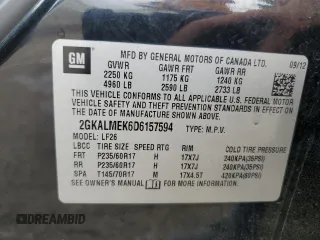 GM
MFD BY GENERAL MOTORS OF CANADA LTD.
09/12
GVWR GAWR FRT GAWR RR
2250 KG 1175 KG 1240 KG
4960 LB 2590 LB 2733 LB
THIS VEHICLE CONFORMS TO ALL APPLICABLE U.S. FEDERAL MOTOR
VEHICLE SAFETY, AND THEFT PREVENTION STANDARDS IN EFFECT
ON THE DATE OF MANUFACTURE SHOWN ABOVE.
2GKALMEK6D6157594 TYPE: M.P.V.
MODEL: LF26
LBCC TIRE SIZE SPEED RTG RIM COLD TIRE PRESSURE
FRT P235/60R17 H 17X7J 240KPA(35PSI)
RR P235/60R17 H 17X7J 240KPA(35PSI)
SPA T145/70R17 M 17X4.5T 420KPA(60PSI)
SEE OWNER'S MANUAL FOR ADDITIONAL INFORMATION.
DREAMBID